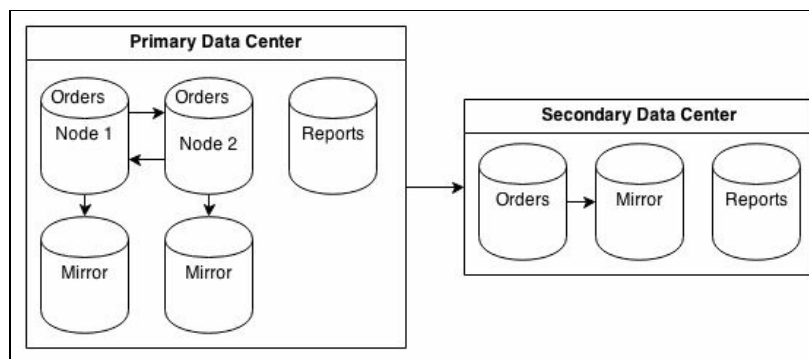 Primary Data Center
Orders
Node 1
Orders
Node 2
Reports
Mirror
Mirror
Secondary Data Center
Orders
Mirror
Reports